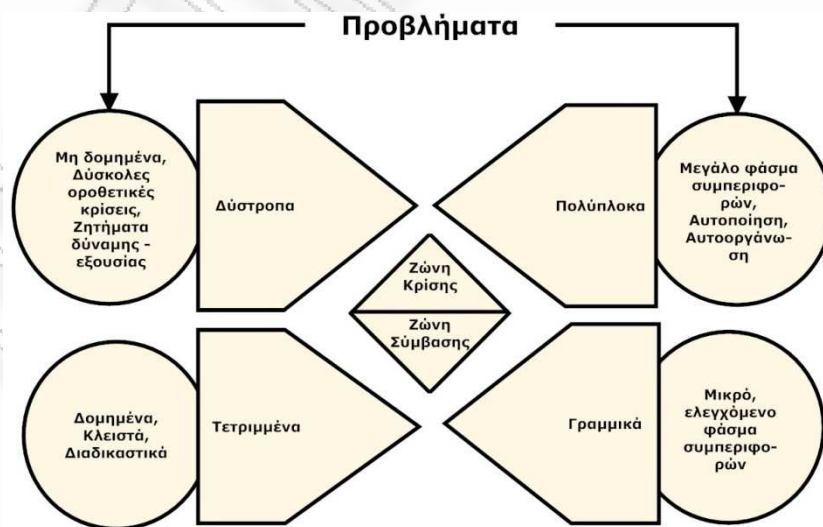 Προβλήματα
Μη δομημένα,
Δύσκολες
οροθετικές
κρίσεις,
Ζητήματα
δύναμης -
εξουσίας
Δύστροπα
Πολύπλοκα
Μεγάλο φάσμα
συμπεριφο-
ρών,
Αυτοποίηση,
Αυτοοργάνω-
ση
Ζώνη
Κρίσης
Ζώνη
Σύμβασης
Δομημένα,
Κλειστά,
Διαδικαστικά
Τετριμμένα
Γραμμικά
Μικρό,
ελεγχόμενο
φάσμα
συμπεριφο-
ρών